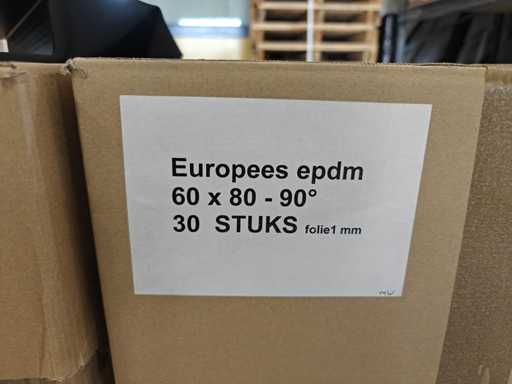 Europees epdm
60 x 80 - 90°
30 STUKS folie1 mm